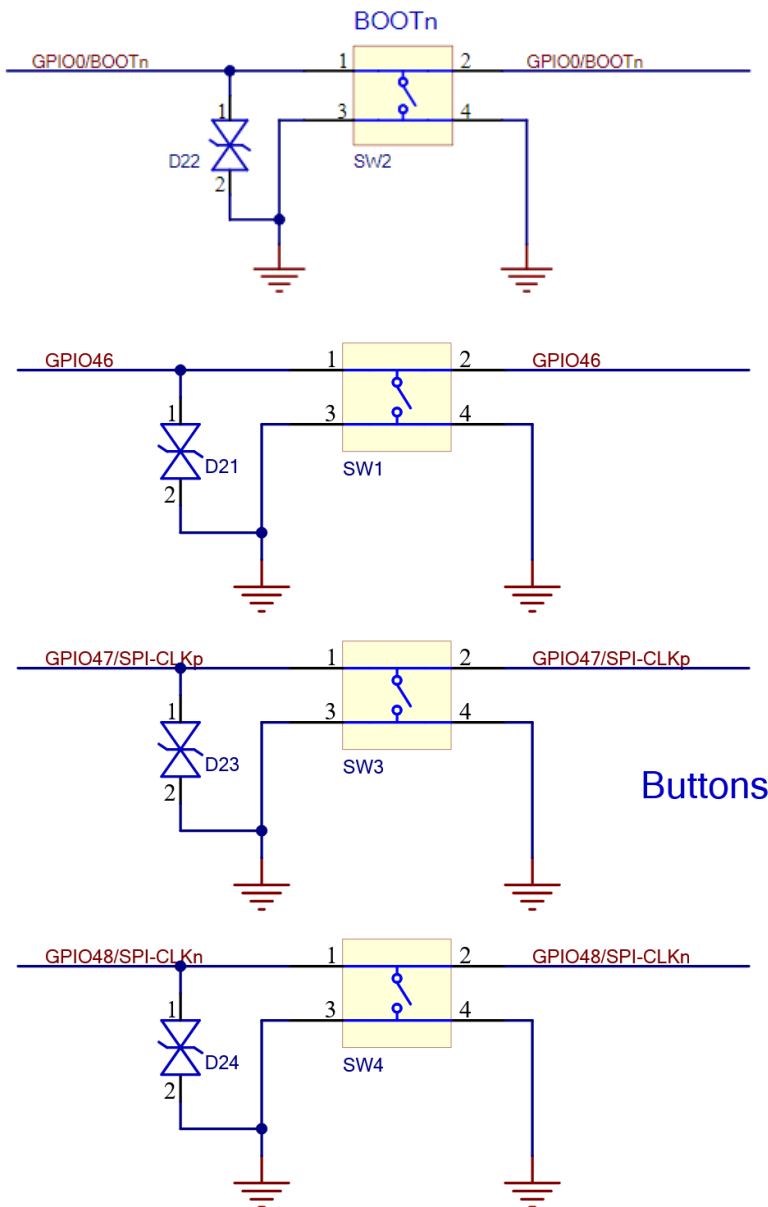 BOOTn
GPIO0/BOOTn 1 2 GPIO0/BOOTn
1 3 4
D22 SW2
2
GPIO46 1 2 GPIO46
1 3 4
D21 SW1
2
GPIO47/SPI-CLKp 1 2 GPIO47/SPI-CLKp
1 3 4
D23 SW3
2
Buttons
GPIO48/SPI-CLKn 1 2 GPIO48/SPI-CLKn
1 3 4
D24 SW4
2